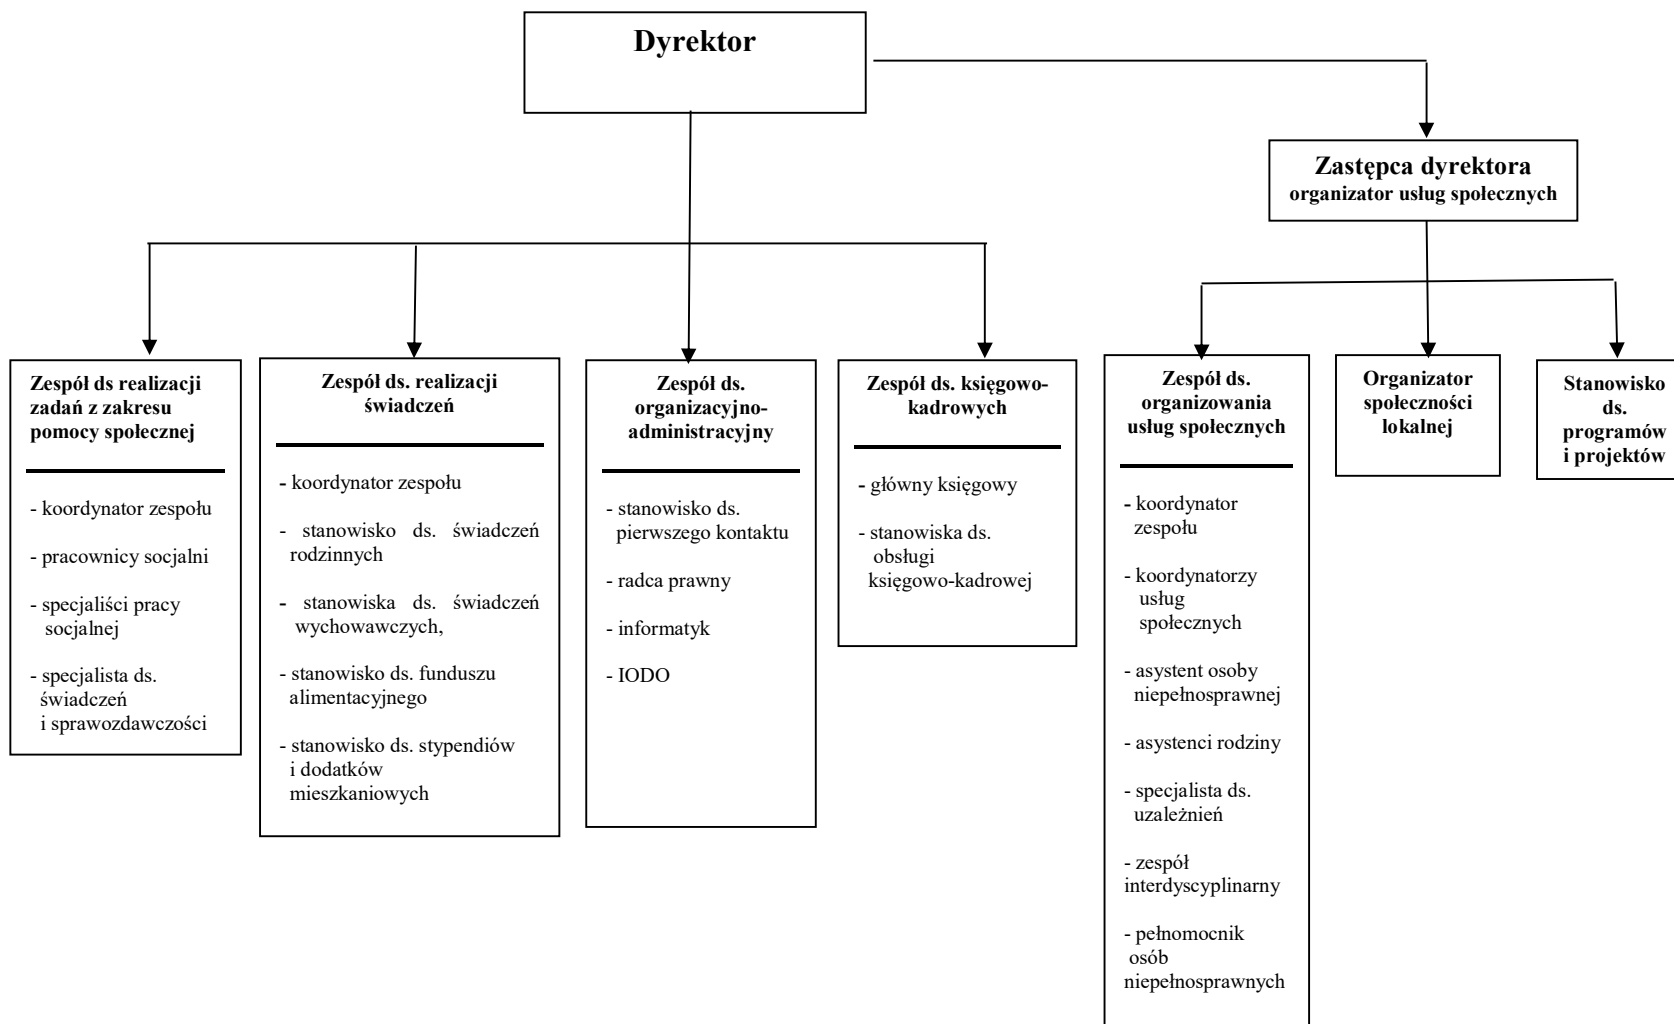 Dyrektor
Zastępca dyrektora
organizator usług społecznych
Zespół ds realizacji
zadań z zakresu
pomocy społecznej
- koordynator zespołu
- pracownicy socjalni
- specjaliści pracy
socjalnej
- specjalista ds.
świadczeń
i sprawozdawczości
Zespół ds. realizacji
świadczeń
- koordynator zespołu
- stanowisko ds. świadczeń
rodzinnych
- stanowiska ds. świadczeń
wychowawczych,
- stanowisko ds. funduszu
alimentacyjnego
- stanowisko ds. stypendiów
i dodatków
mieszkaniowych
Zespół ds.
organizacyjno-
administracyjny
- stanowisko ds.
pierwszego kontaktu
- radca prawny
- informatyk
- IODO
Zespół ds. księgowo-
kadrowych
- główny księgowy
- stanowiska ds.
obsługi
księgowo-kadrowej
Zespół ds.
organizowania
usług społecznych
- koordynator
zespołu
- koordynatorzy
usług
społecznych
- asystent osoby
niepełnosprawnej
- asystenci rodziny
- specjalista ds.
uzależnień
- zespół
interdyscyplinarny
- pełnomocnik
osób
niepełnosprawnych
Organizator
społeczności
lokalnej
Stanowisko
ds.
programów
i projektów